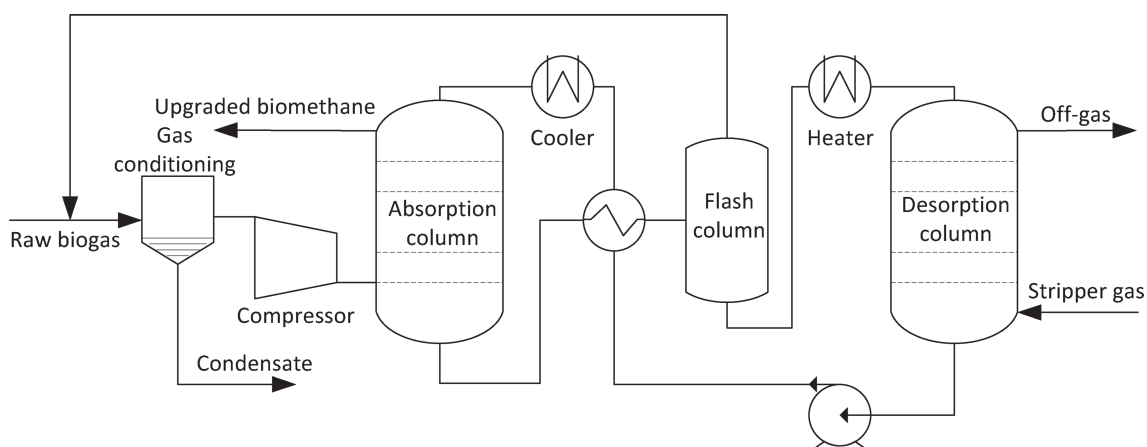 Upgraded biomethane
Gas
conditioning
Raw biogas
Compressor
Condensate
Absorption
column
Cooler
Flash
column
Heater
Desorption
column
Off-gas
Stripper gas